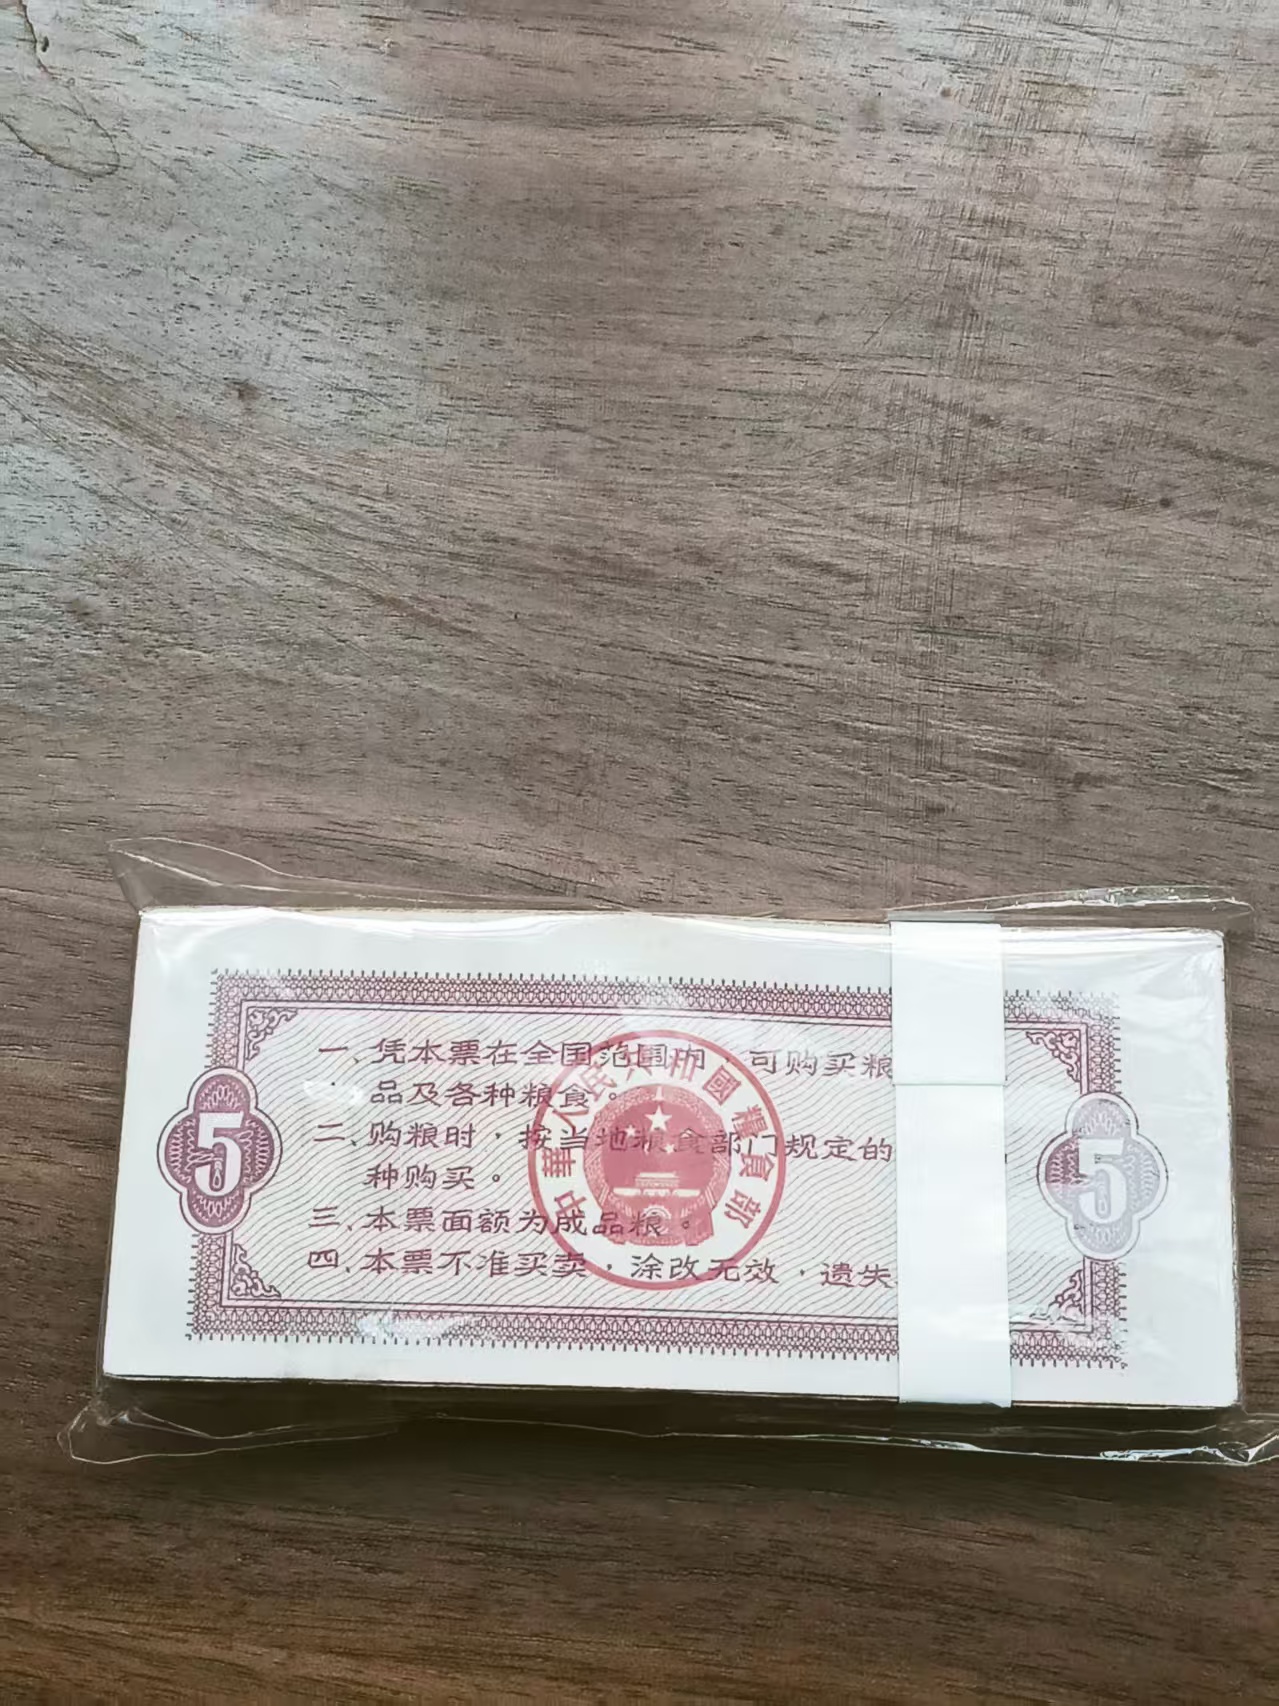 一、凭本票在全国范围内，可购买粮
品及各种粮食。
二、购粮时，按当地粮食部门规定的
种购买。
三、本票面额为成品粮。
四、本票不准买卖，涂改无效，遗失
5
5
中華人民共和國糧食部